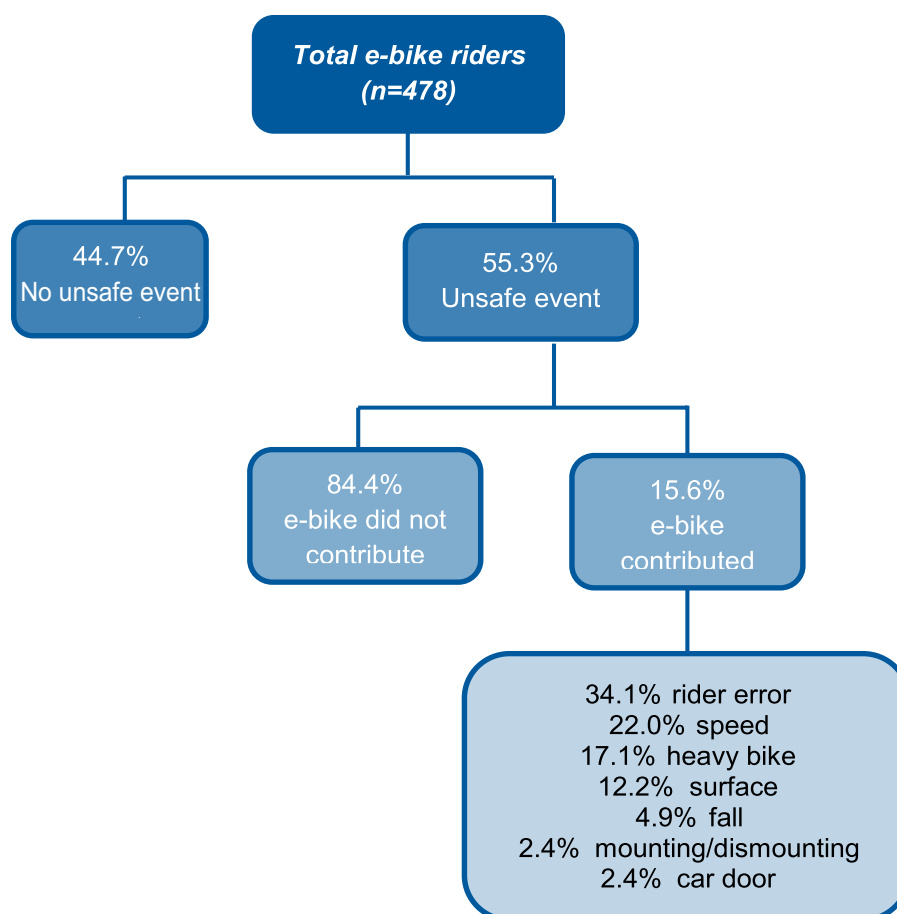 Total e-bike riders
(n=478)
44.7%
No unsafe event
55.3%
Unsafe event
84.4%
e-bike did not
contribute
15.6%
e-bike
contributed
34.1% rider error
22.0% speed
17.1% heavy bike
12.2% surface
4.9% fall
2.4% mounting/dismounting
2.4% car door